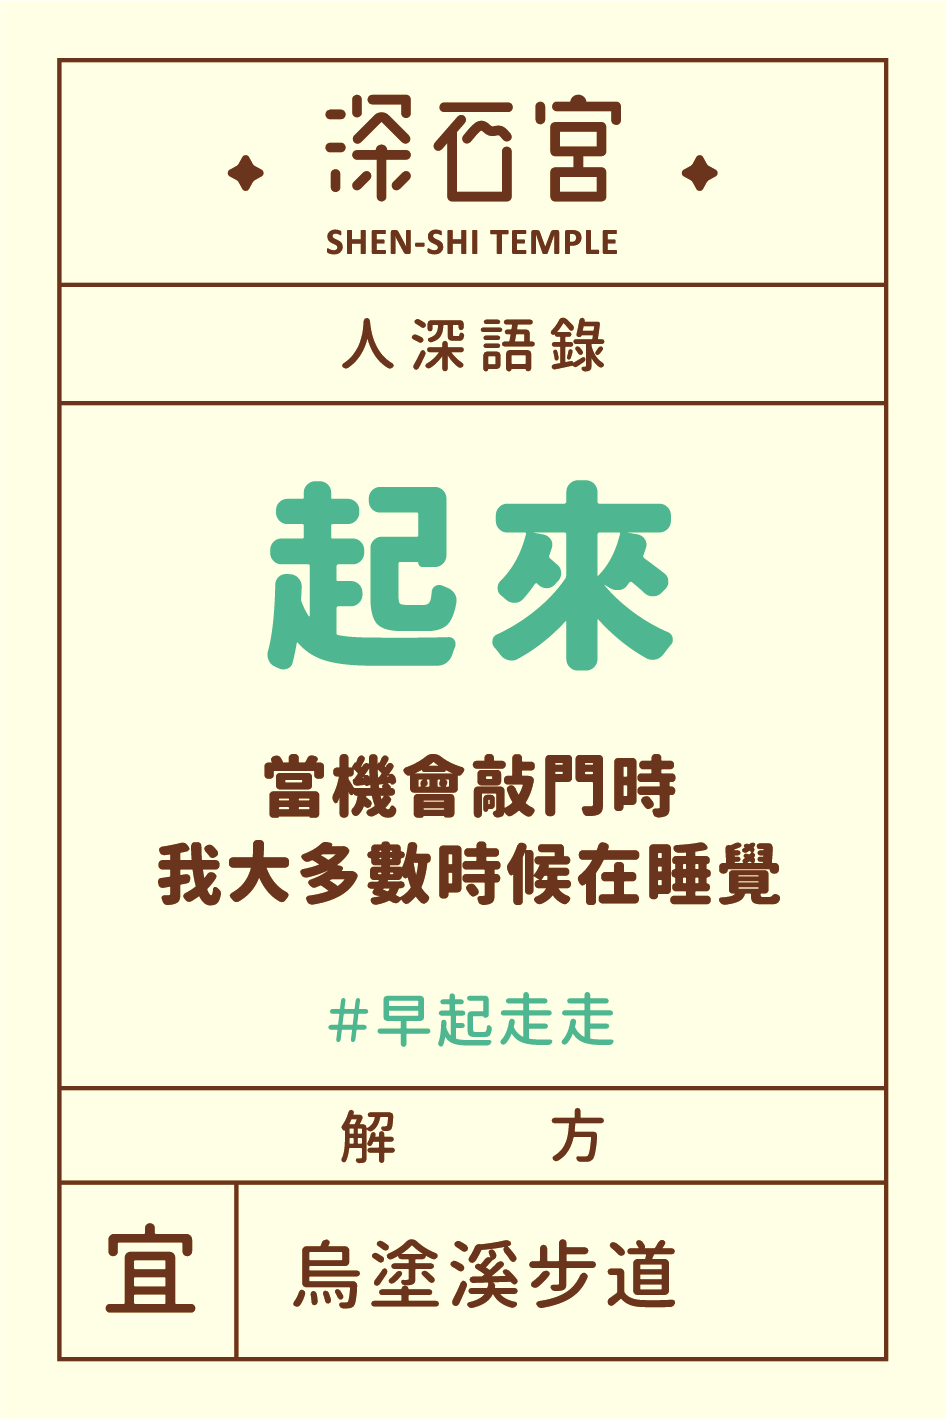 深石宮
SHEN-SHI TEMPLE
人深語錄
起來
當機會敲門時
我大多數時候在睡覺
#早起走走
解 方
宜 烏塗溪步道